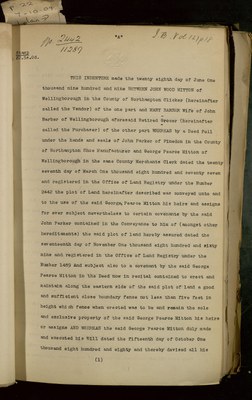 "9"
No 2442
11289
THIS INDENTURE made the twenty eighth day of June One
thousand nine hundred and nine BETWEEN JOHN WOOD MITTON of
Wellingborough in the County of Northampton Clicker (hereinafter
called the Vendor) of the one part and MARY BARKER Wife of John
Barker of Wellingborough aforesaid Retired (hereinafter
called the Purchaser) of the other part WHEREAS by a Deed Poll
under the hands and seals of John Parker of in the County
of Northampton and George Pearce Mitton of
Wellingborough in the same County Clerk dated the twenty
seventh day of March One thousand eight hundred and seventy seven
and registered in the Office of Land Registry under the Number
the plot of Land hereinafter described was conveyed unto and
to the use of the said George Pearce Mitton his heirs and assigns
for ever subject nevertheless to certain covenants by the said
John Parker contained in the Conveyance to him of (amongst other
hereditaments) the said plot of Land hereby assured dated the
seventeenth day of November One thousand eight hundred and sixty
nine and registered in the Office of Land Registry under the
Number and subject also to a covenant by the said George
Pearce Mitton in the Deed now in recital contained to erect and
maintain along the eastern side of the said plot of land a good
and sufficient close boundary fence not less than five feet in
height which fence when erected was to be and remain the sole
and exclusive property of the said George Pearce Mitton his heirs
or assigns AND WHEREAS the said George Pearce Mitton duly made
and executed his Will dated the fifteenth day of October One
thousand eight hundred and eighty and thereby devised all his
(1)